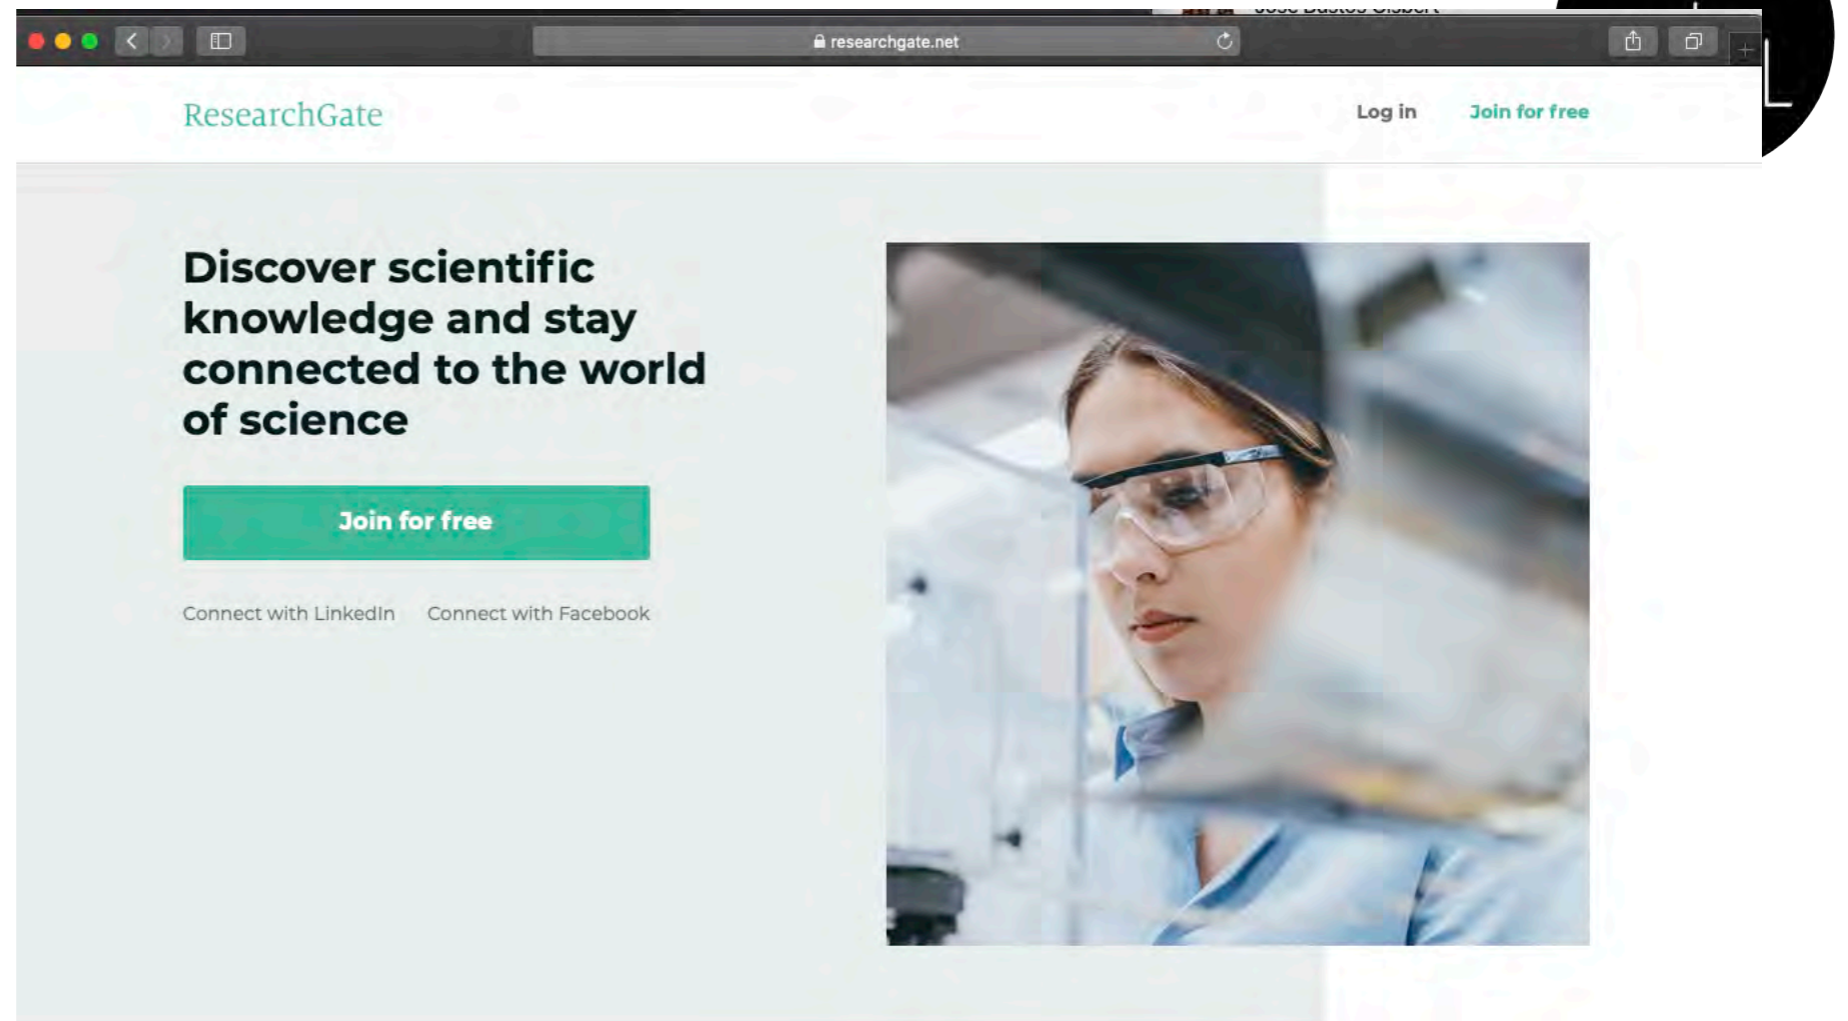 researchgate.net
ResearchGate
Log in
Join for free
Discover scientific
knowledge and stay
connected to the world
of science
Join for free
Connect with LinkedIn
Connect with Facebook